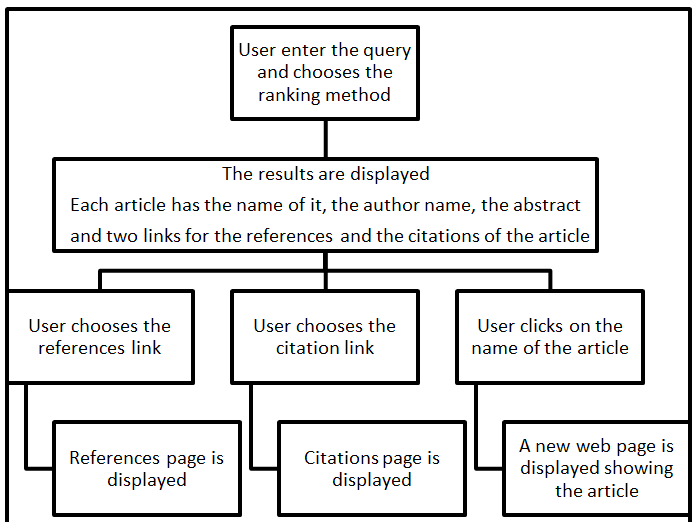 User enter the query
and chooses the
ranking method
The results are displayed
Each article has the name of it, the author name, the abstract
and two links for the references and the citations of the article
User chooses the
references link
User chooses the
citation link
User clicks on the
name of the article
References page is
displayed
Citations page is
displayed
A new web page is
displayed showing
the article